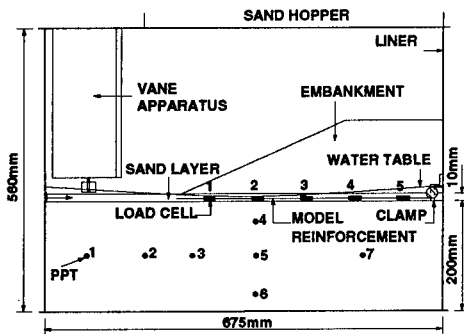 SAND HOPPER
LINER
VANE
APPARATUS
EMBANKMENT
SAND LAYER
WATER TABLE
1 2 3 4 5
10mm
LOAD CELL
4
MODEL
REINFORCEMENT
CLAMP
560mm
200mm
1 2 3 5 7
PPT
6
675mm